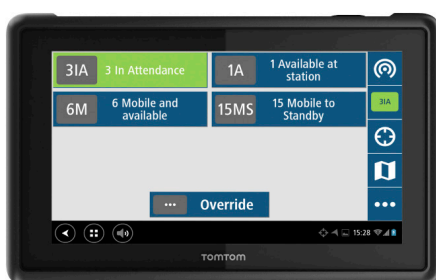 3IA 3 In Attendance
1A 1 Available at
station
6M 6 Mobile and
available
15MS 15 Mobile to
Standby
3IA
... Override
15:28
TOMTOM